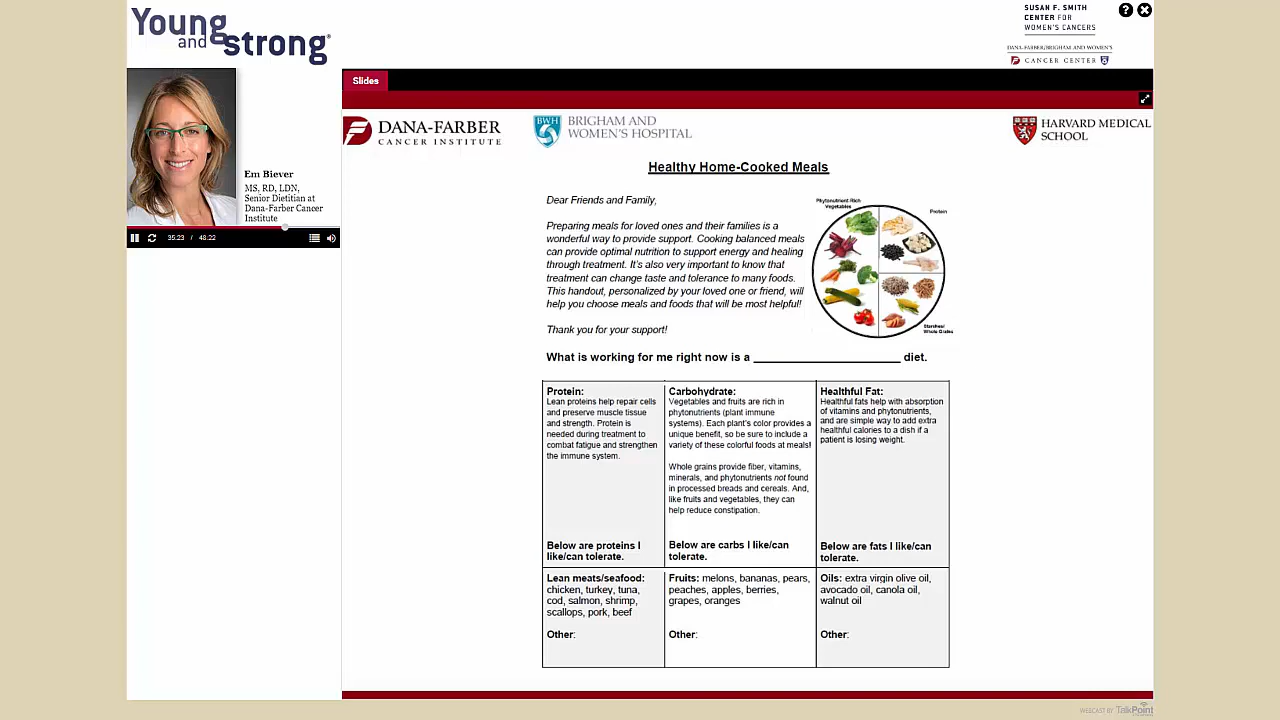 Young
and strong®
SUSAN F. SMITH
CENTER FOR
WOMEN'S CANCERS
DANA-FARBER/BRIGHAM AND WOMEN'S
CANCER CENTER
Slides
Em Biever
MS, RD, LDN,
Senior Dietitian at
Dana-Farber Cancer
Institute
35:23 / 48:22
DANA-FARBER
CANCER INSTITUTE
BWH
BRIGHAM AND
WOMEN'S HOSPITAL
HARVARD MEDICAL
SCHOOL
Healthy Home-Cooked Meals
Dear Friends and Family,
Preparing meals for loved ones and their families is a
wonderful way to provide support. Cooking balanced meals
can provide optimal nutrition to support energy and healing
through treatment. It's also very important to know that
treatment can change taste and tolerance to many foods.
This handout, personalized by your loved one or friend, will
help you choose meals and foods that will be most helpful!
Thank you for your support!
Phytonutrient Rich
Vegetables
Protein
Starches/
Whole Grains
What is working for me right now is a ______________________ diet.
Protein:
Lean proteins help repair cells
and preserve muscle tissue
and strength. Protein is
needed during treatment to
combat fatigue and strengthen
the immune system.
Below are proteins I
like/can tolerate.
Carbohydrate:
Vegetables and fruits are rich in
phytonutrients (plant immune
systems). Each plant's color provides a
unique benefit, so be sure to include a
variety of these colorful foods at meals!
Whole grains provide fiber, vitamins,
minerals, and phytonutrients not found
in processed breads and cereals. And,
like fruits and vegetables, they can
help reduce constipation.
Below are carbs I like/can
tolerate.
Healthful Fat:
Healthful fats help with absorption
of vitamins and phytonutrients,
and are simple way to add extra
healthful calories to a dish if a
patient is losing weight.
Below are fats I like/can
tolerate.
Lean meats/seafood:
chicken, turkey, tuna,
cod, salmon, shrimp,
scallops, pork, beef
Other:
Fruits: melons, bananas, pears,
peaches, apples, berries,
grapes, oranges
Other:
Oils: extra virgin olive oil,
avocado oil, canola oil,
walnut oil
Other:
WEBCAST BY TalkPoint